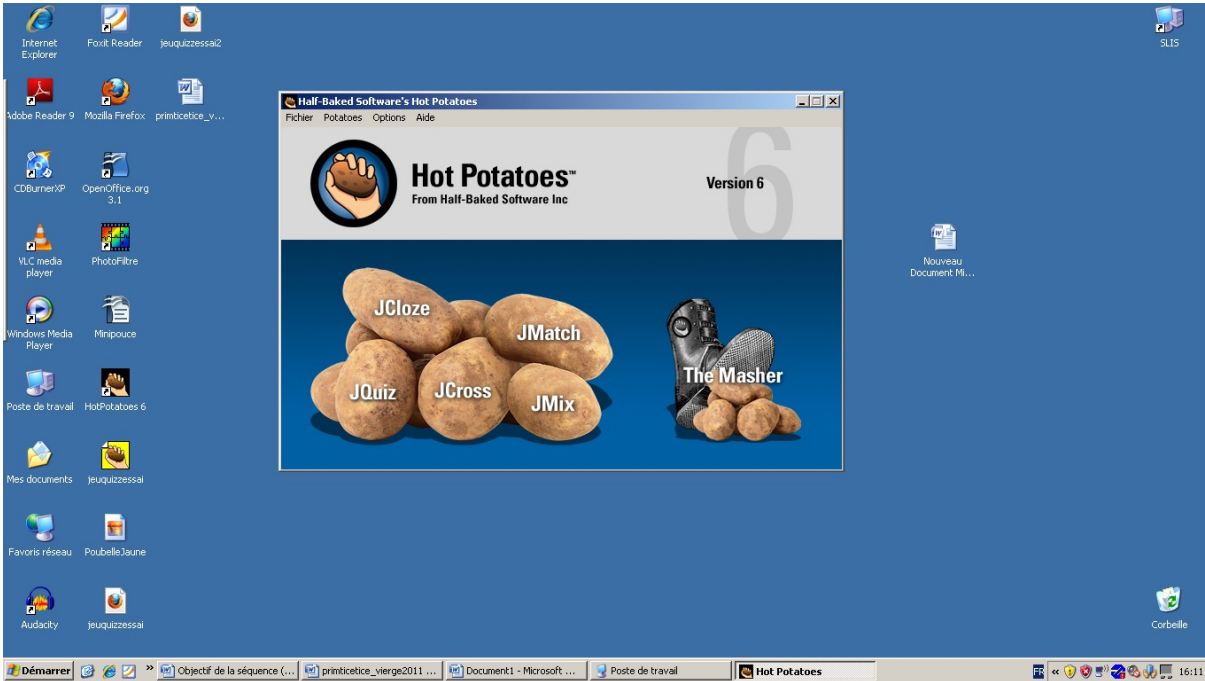 Internet
Explorer
Foxit Reader
jeuquizzessai2
SLIS
Adobe Reader 9
Mozilla Firefox
primticetice_v...
CDBurnerXP
OpenOffice.org
3.1
VLC media
player
PhotoFiltre
Windows Media
Player
Minipouce
Poste de travail
HotPotatoes 6
Mes documents
jeuquizzessai
Favoris réseau
PoubelleJaune
Audacity
jeuquizzessai
Half-Baked Software's Hot Potatoes
Fichier Potatoes Options Aide
Hot Potatoes™
From Half-Baked Software Inc
6
Version 6
JCloze
JMatch
JQuiz
JCross
JMix
The Masher
Nouveau
Document Mi...
Corbeille
Démarrer
»
Objectif de la séquence (...
primticetice_vierge2011 ...
Document1 - Microsoft ...
Poste de travail
Hot Potatoes
FR
«
16:11